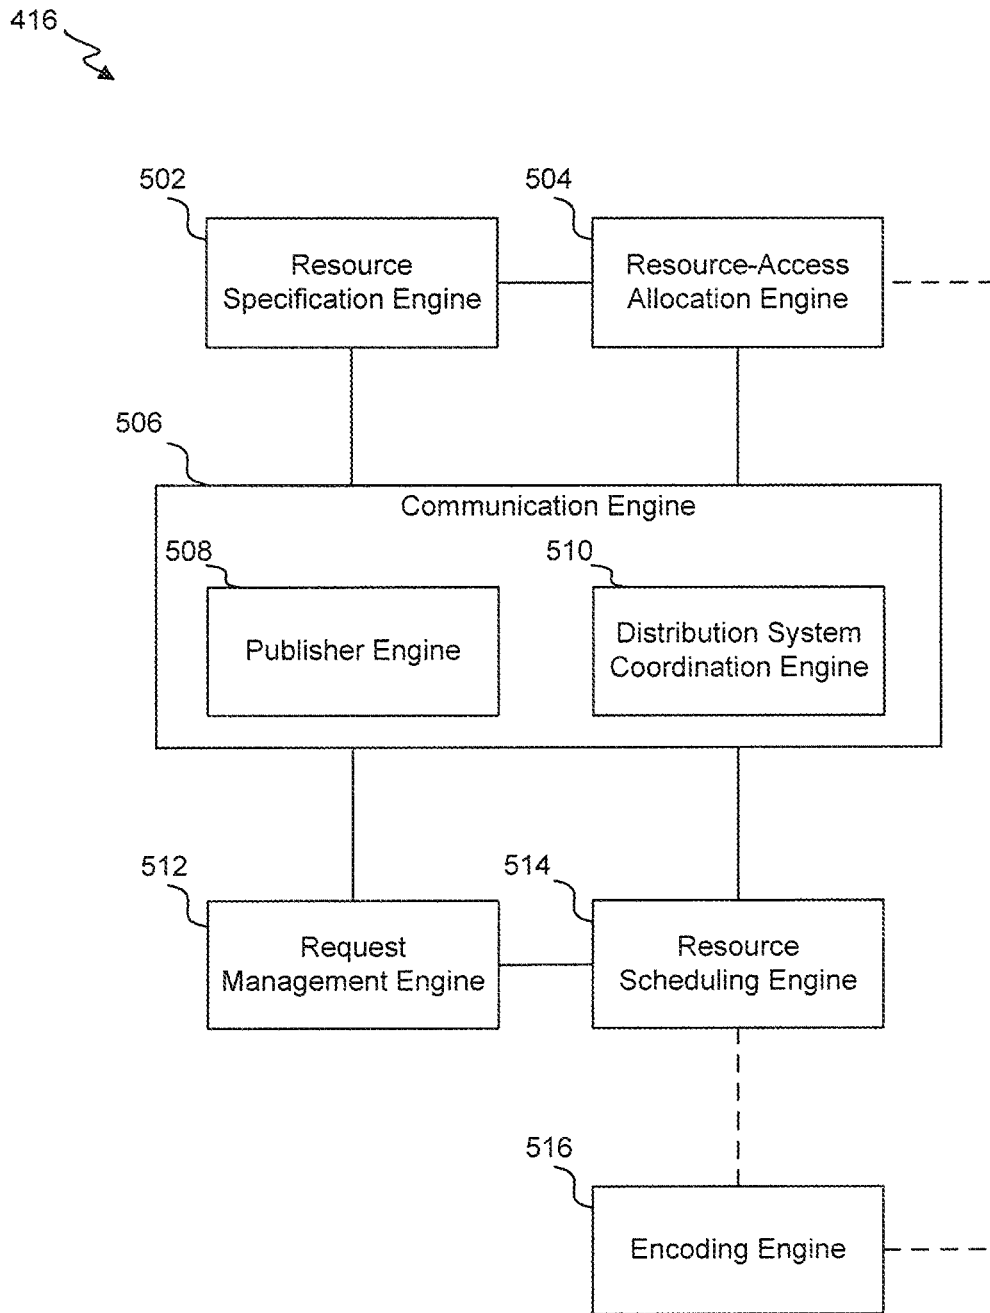 416
502
504
Resource
Specification Engine
Resource-Access
Allocation Engine
506
Communication Engine
508
510
Publisher Engine
Distribution System
Coordination Engine
512
514
Request
Management Engine
Resource
Scheduling Engine
516
Encoding Engine